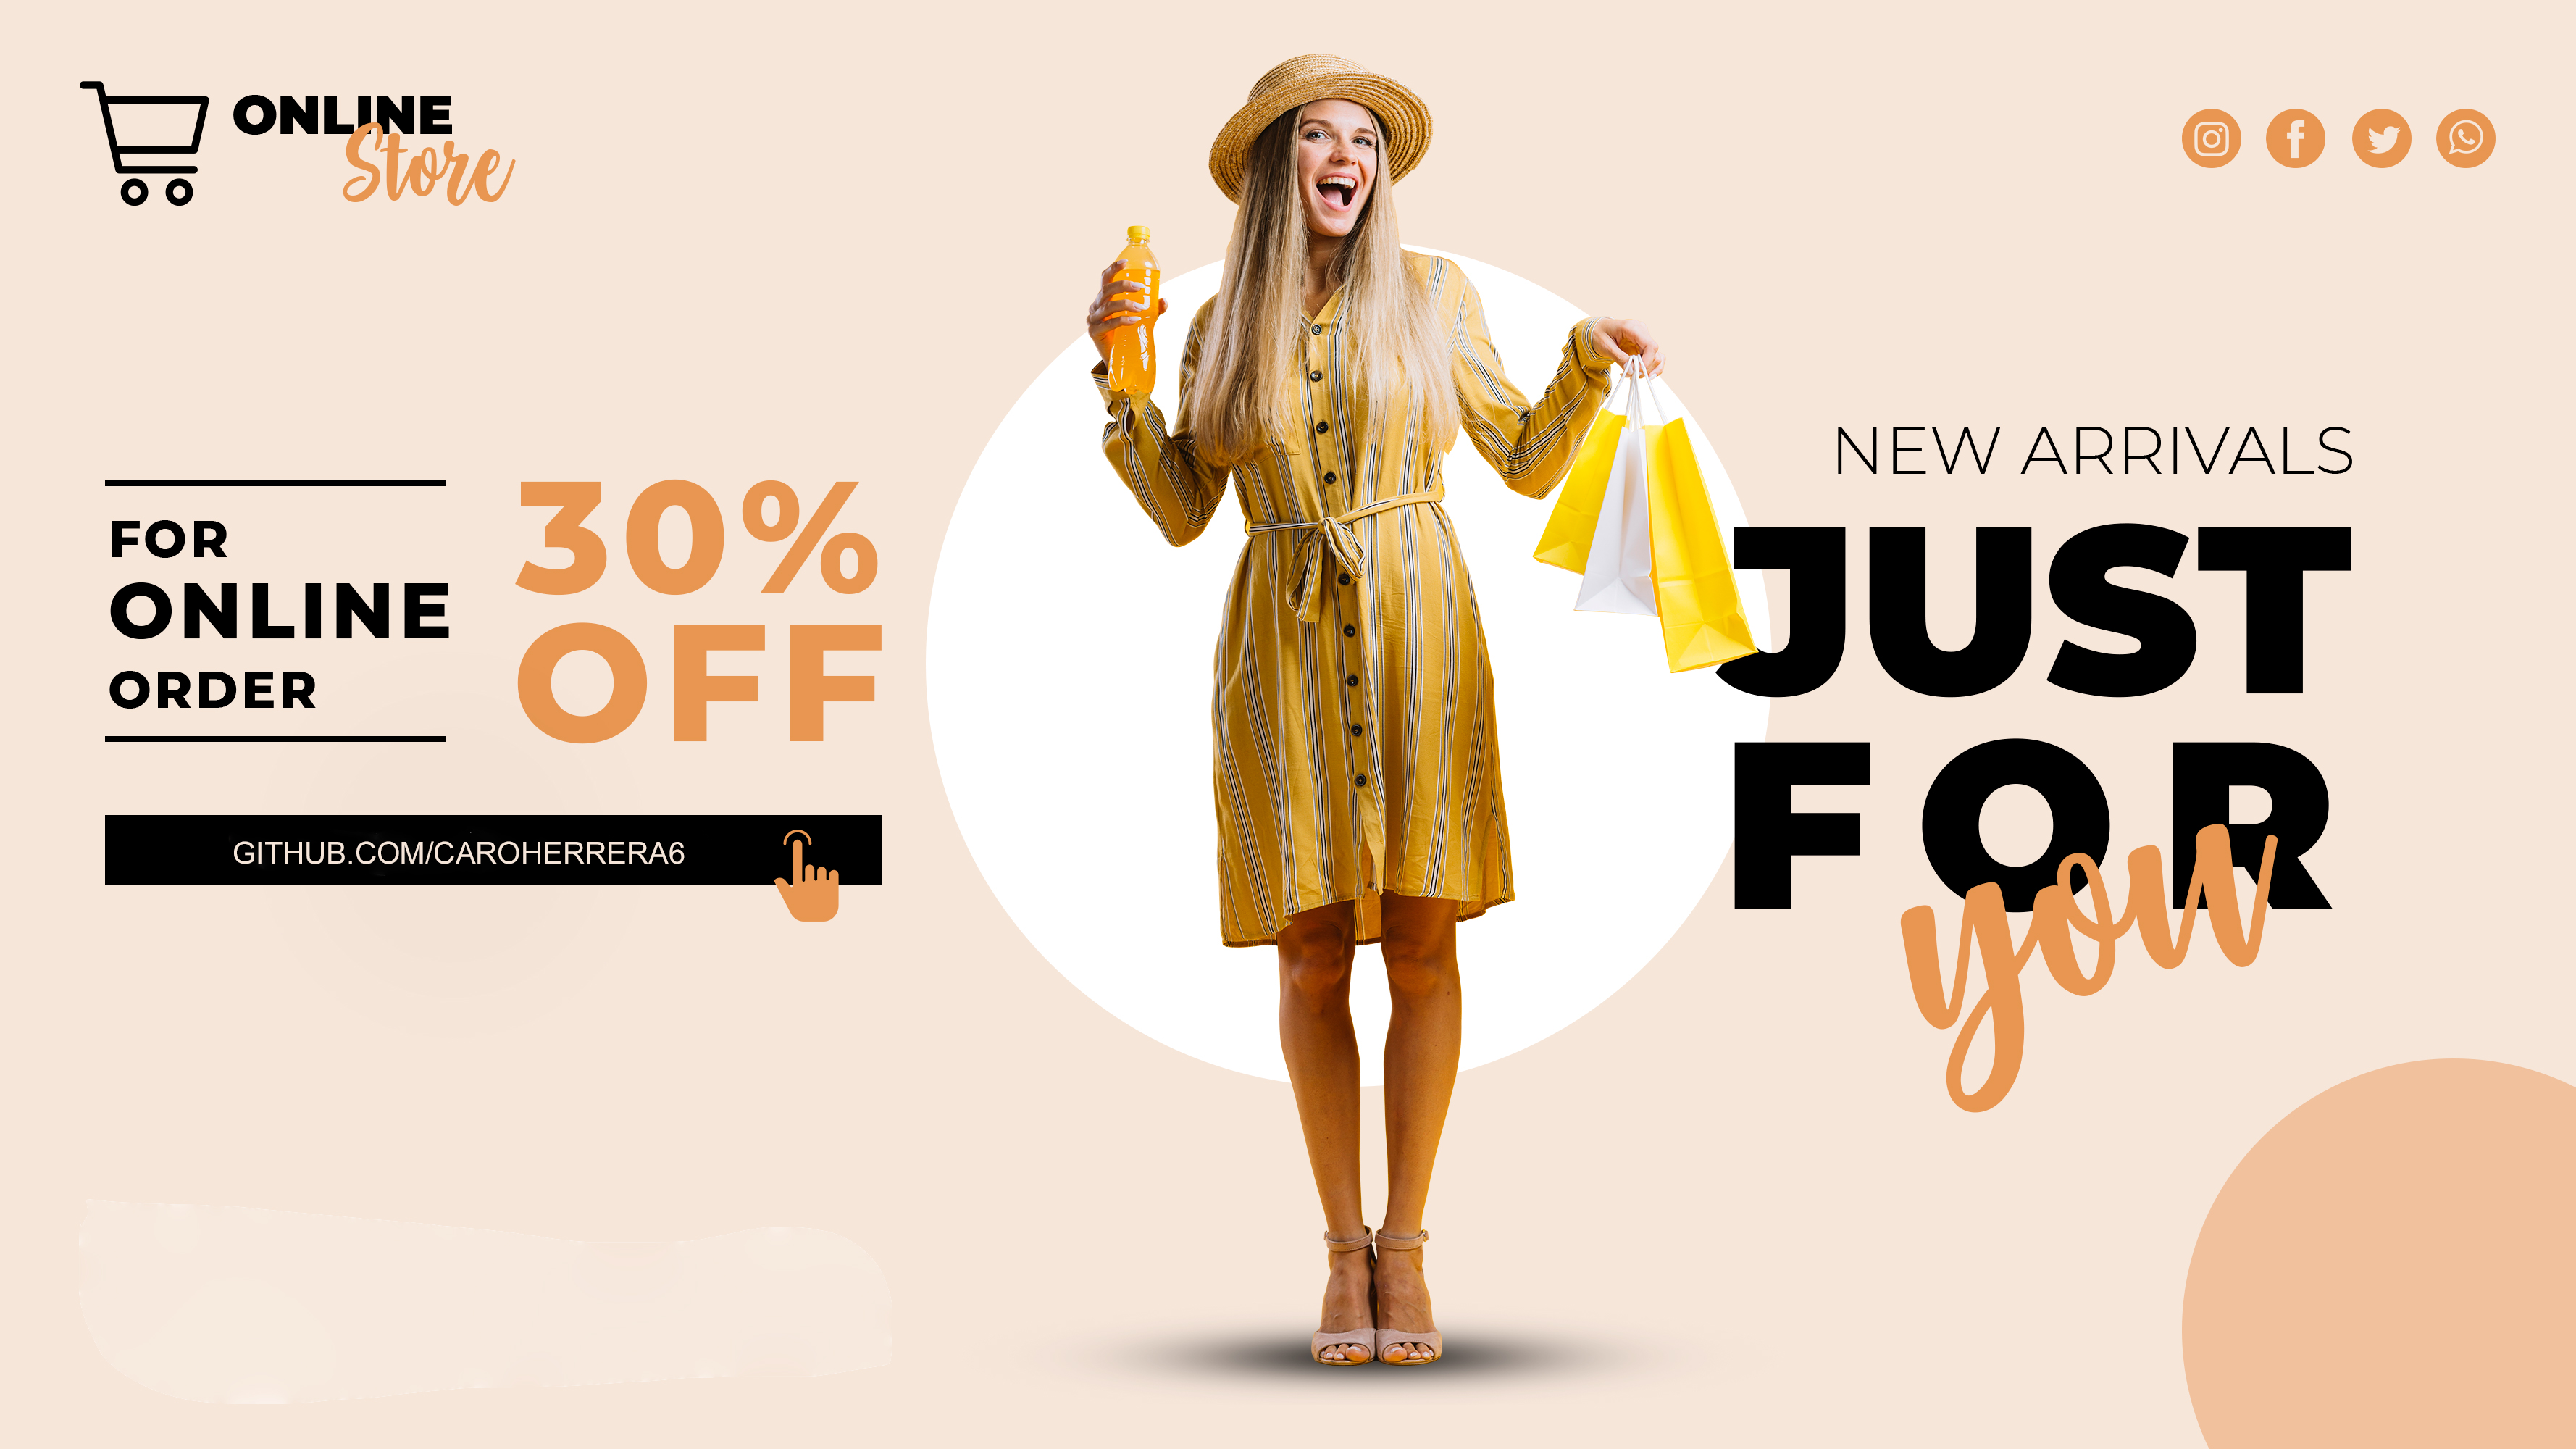 ONLINE
Store
FOR
ONLINE
ORDER
30%
OFF
GITHUB.COM/CAROHERRERA6
NEW ARRIVALS
JUST
FOR
you